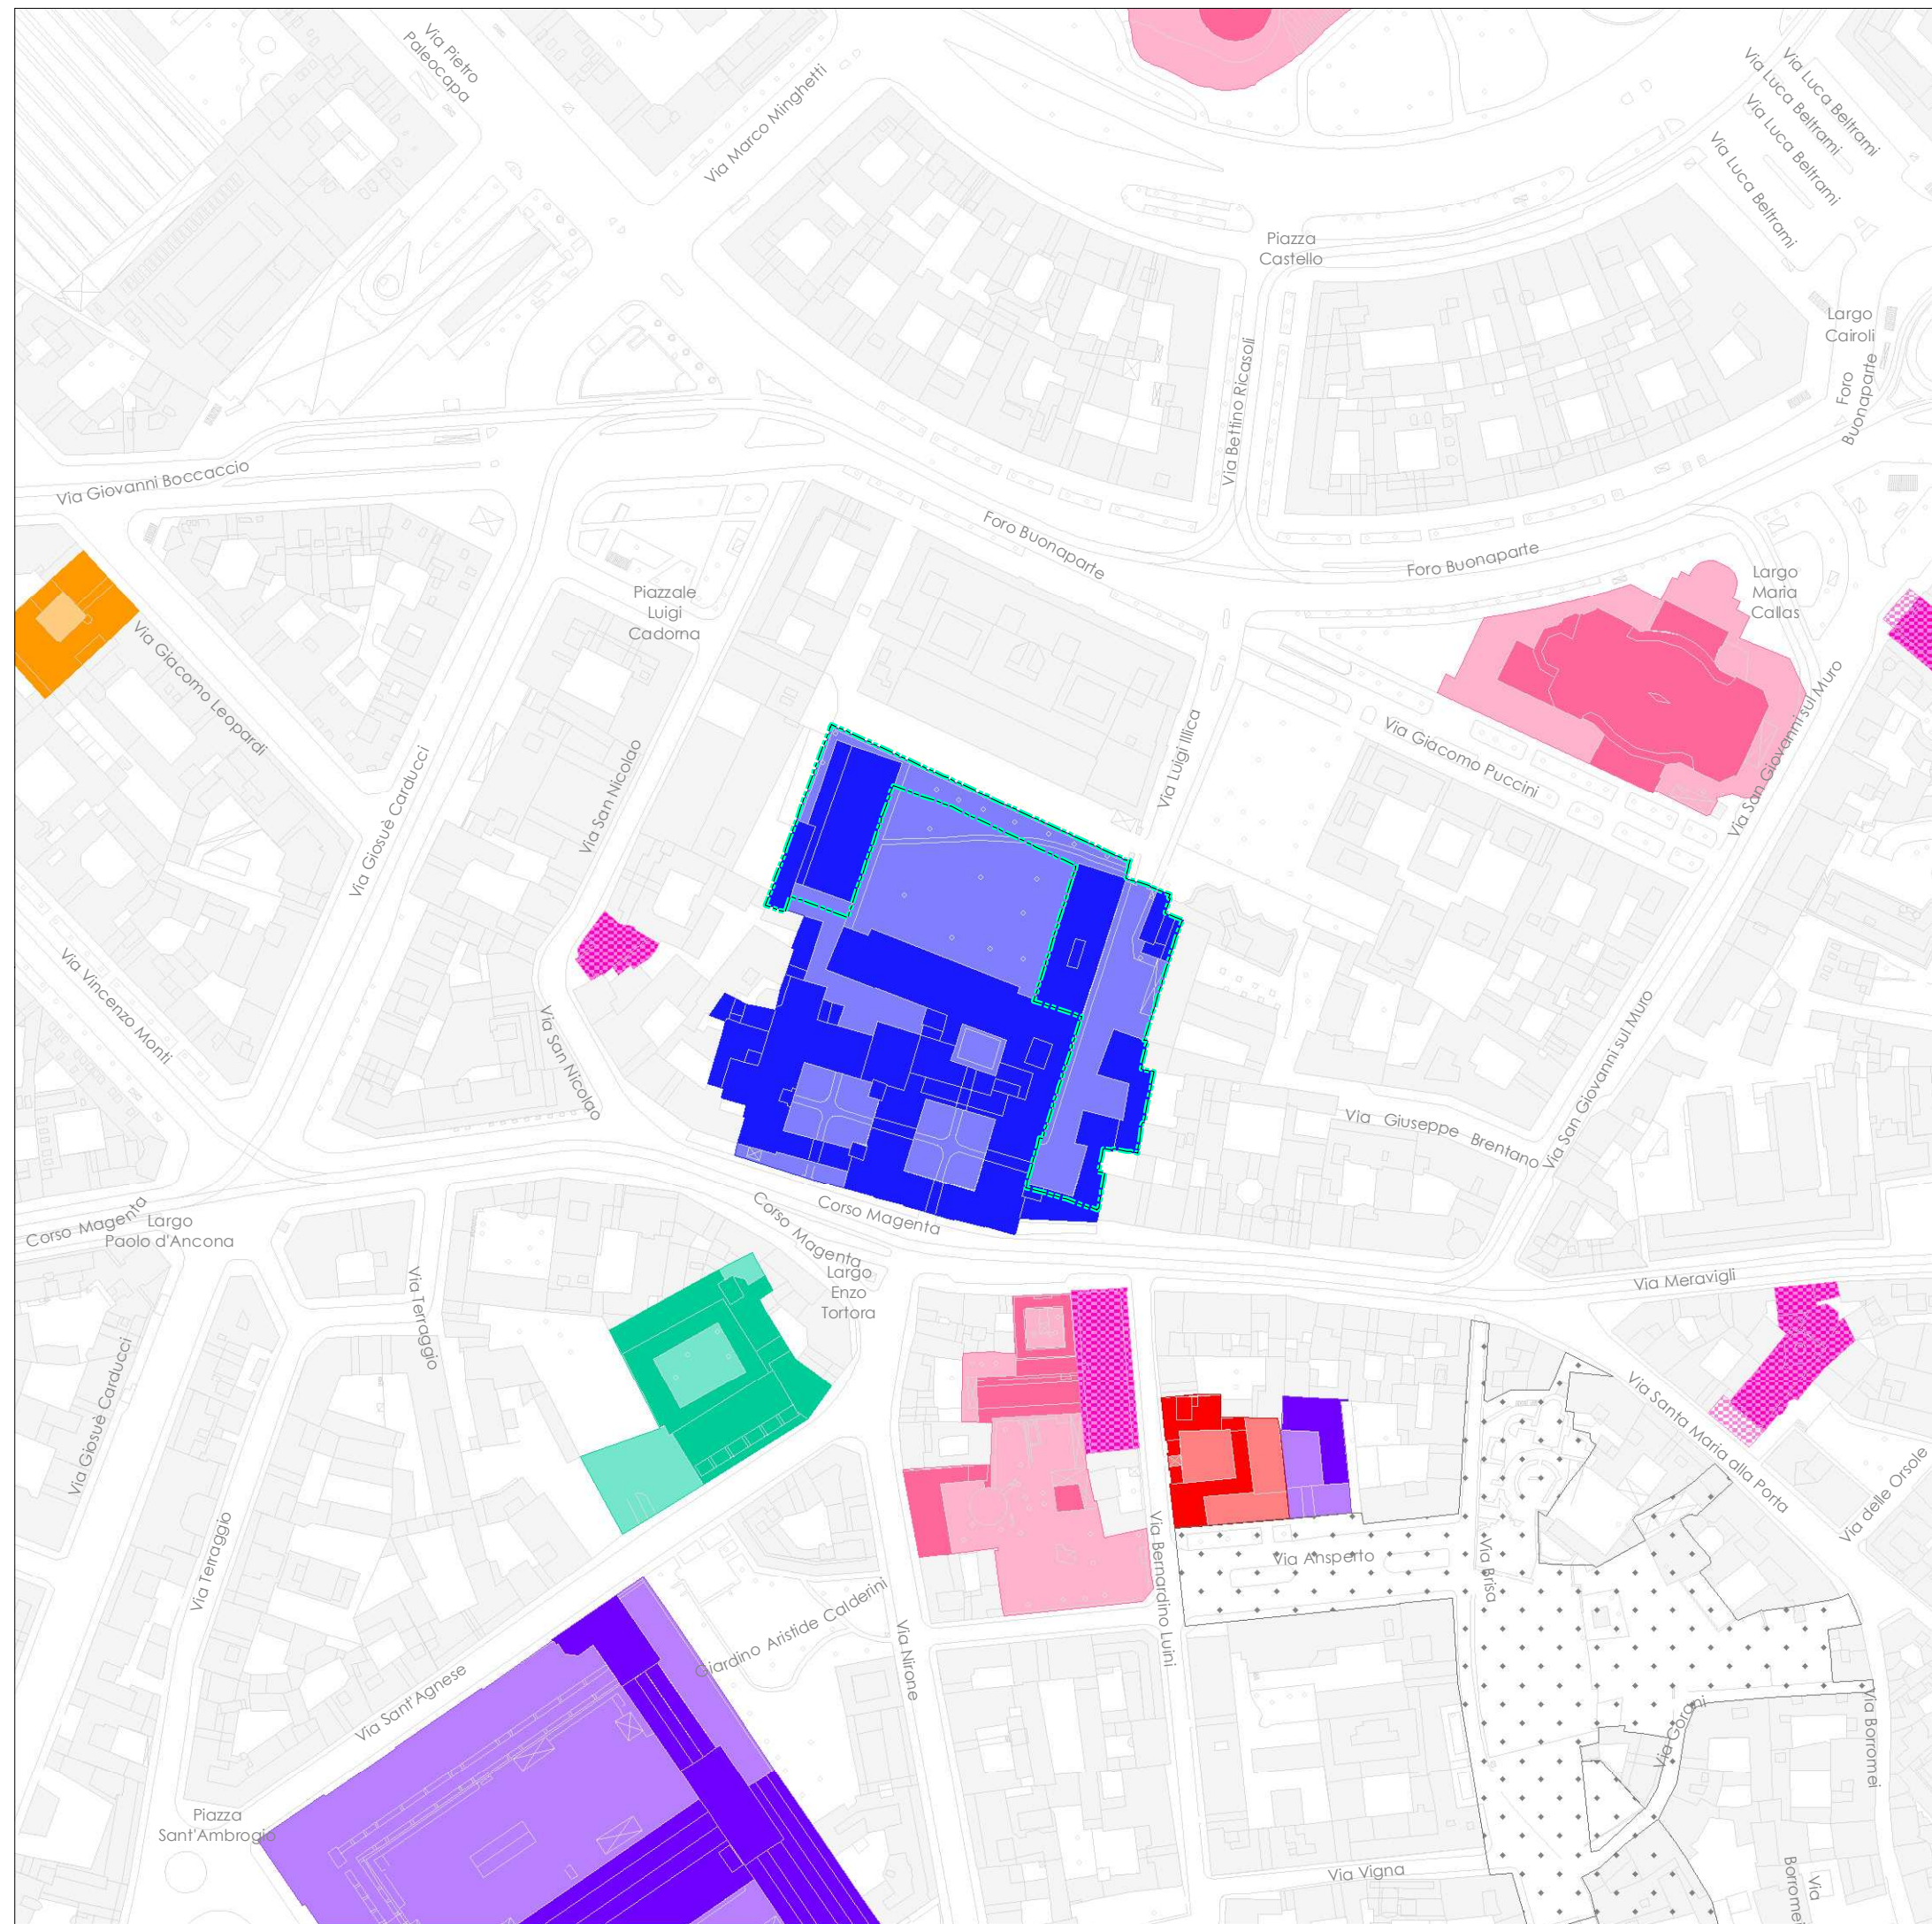 Via Pietro
Paleocapa
Via Marco Minghetti
Via Luca Beltrami
Via Luca Beltrami
Via Luca Beltrami
Via Luca Beltrami
Piazza
Castello
Largo
Cairoli
Foro
Buonaparte
Via Bettino Ricasoli
Via Giovanni Boccaccio
Foro Buonaparte
Foro Buonaparte
Piazzale
Luigi
Cadorna
Largo
Maria
Callas
Via Giacomo Leopardi
Via Giosuè Carducci
Via San Nicolao
Via Luigi Illica
Via Giacomo Puccini
Via San Giovanni sul Muro
Via Vincenzo Monti
Via San Nicolao
Via San Giovanni sul Muro
Via Giuseppe Brentano
Corso Magenta
Largo
Paolo d'Ancona
Corso Magenta
Corso Magenta
Largo
Enzo
Tortora
Via Meravigli
Via Terraggio
Via Giosuè Carducci
Via Santa Maria alla Porta
Via delle Orsole
Via Terraggio
Via Bernardino Luini
Via Ansperto
Via Brisa
Giardino Aristide Calderini
Via Nirone
Via Sant'Agnese
Via Gorani
Via Borromei
Piazza
Sant'Ambrogio
Via Vigna
Via
Borromei